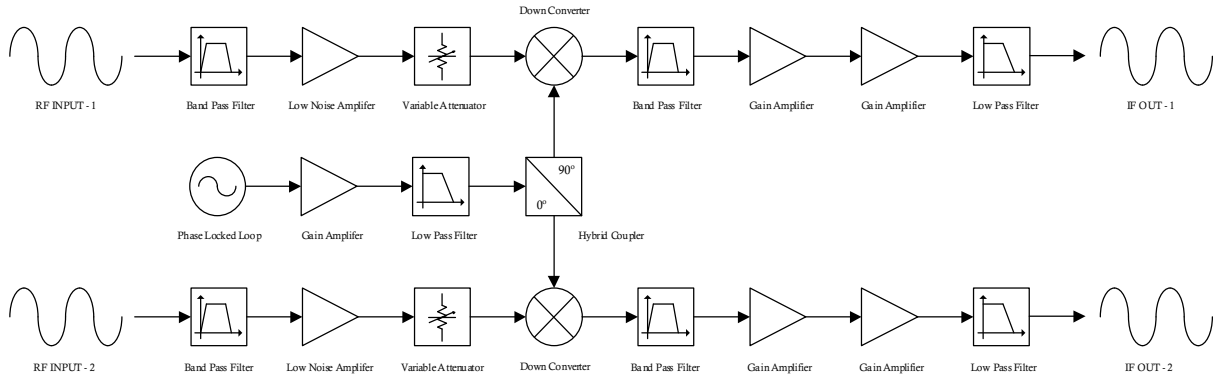 Down Converter
RF INPUT - 1
Band Pass Filter
Low Noise Amplifer
Variable Attenuator
Band Pass Filter
Gain Amplifier
Gain Amplifier
Low Pass Filter
IF OUT - 1
90°
0°
Phase Locked Loop
Gain Amplifer
Low Pass Filter
Hybrid Coupler
RF INPUT - 2
Band Pass Filter
Low Noise Amplifer
Variable Attenuator
Down Converter
Band Pass Filter
Gain Amplifier
Gain Amplifier
Low Pass Filter
IF OUT - 2